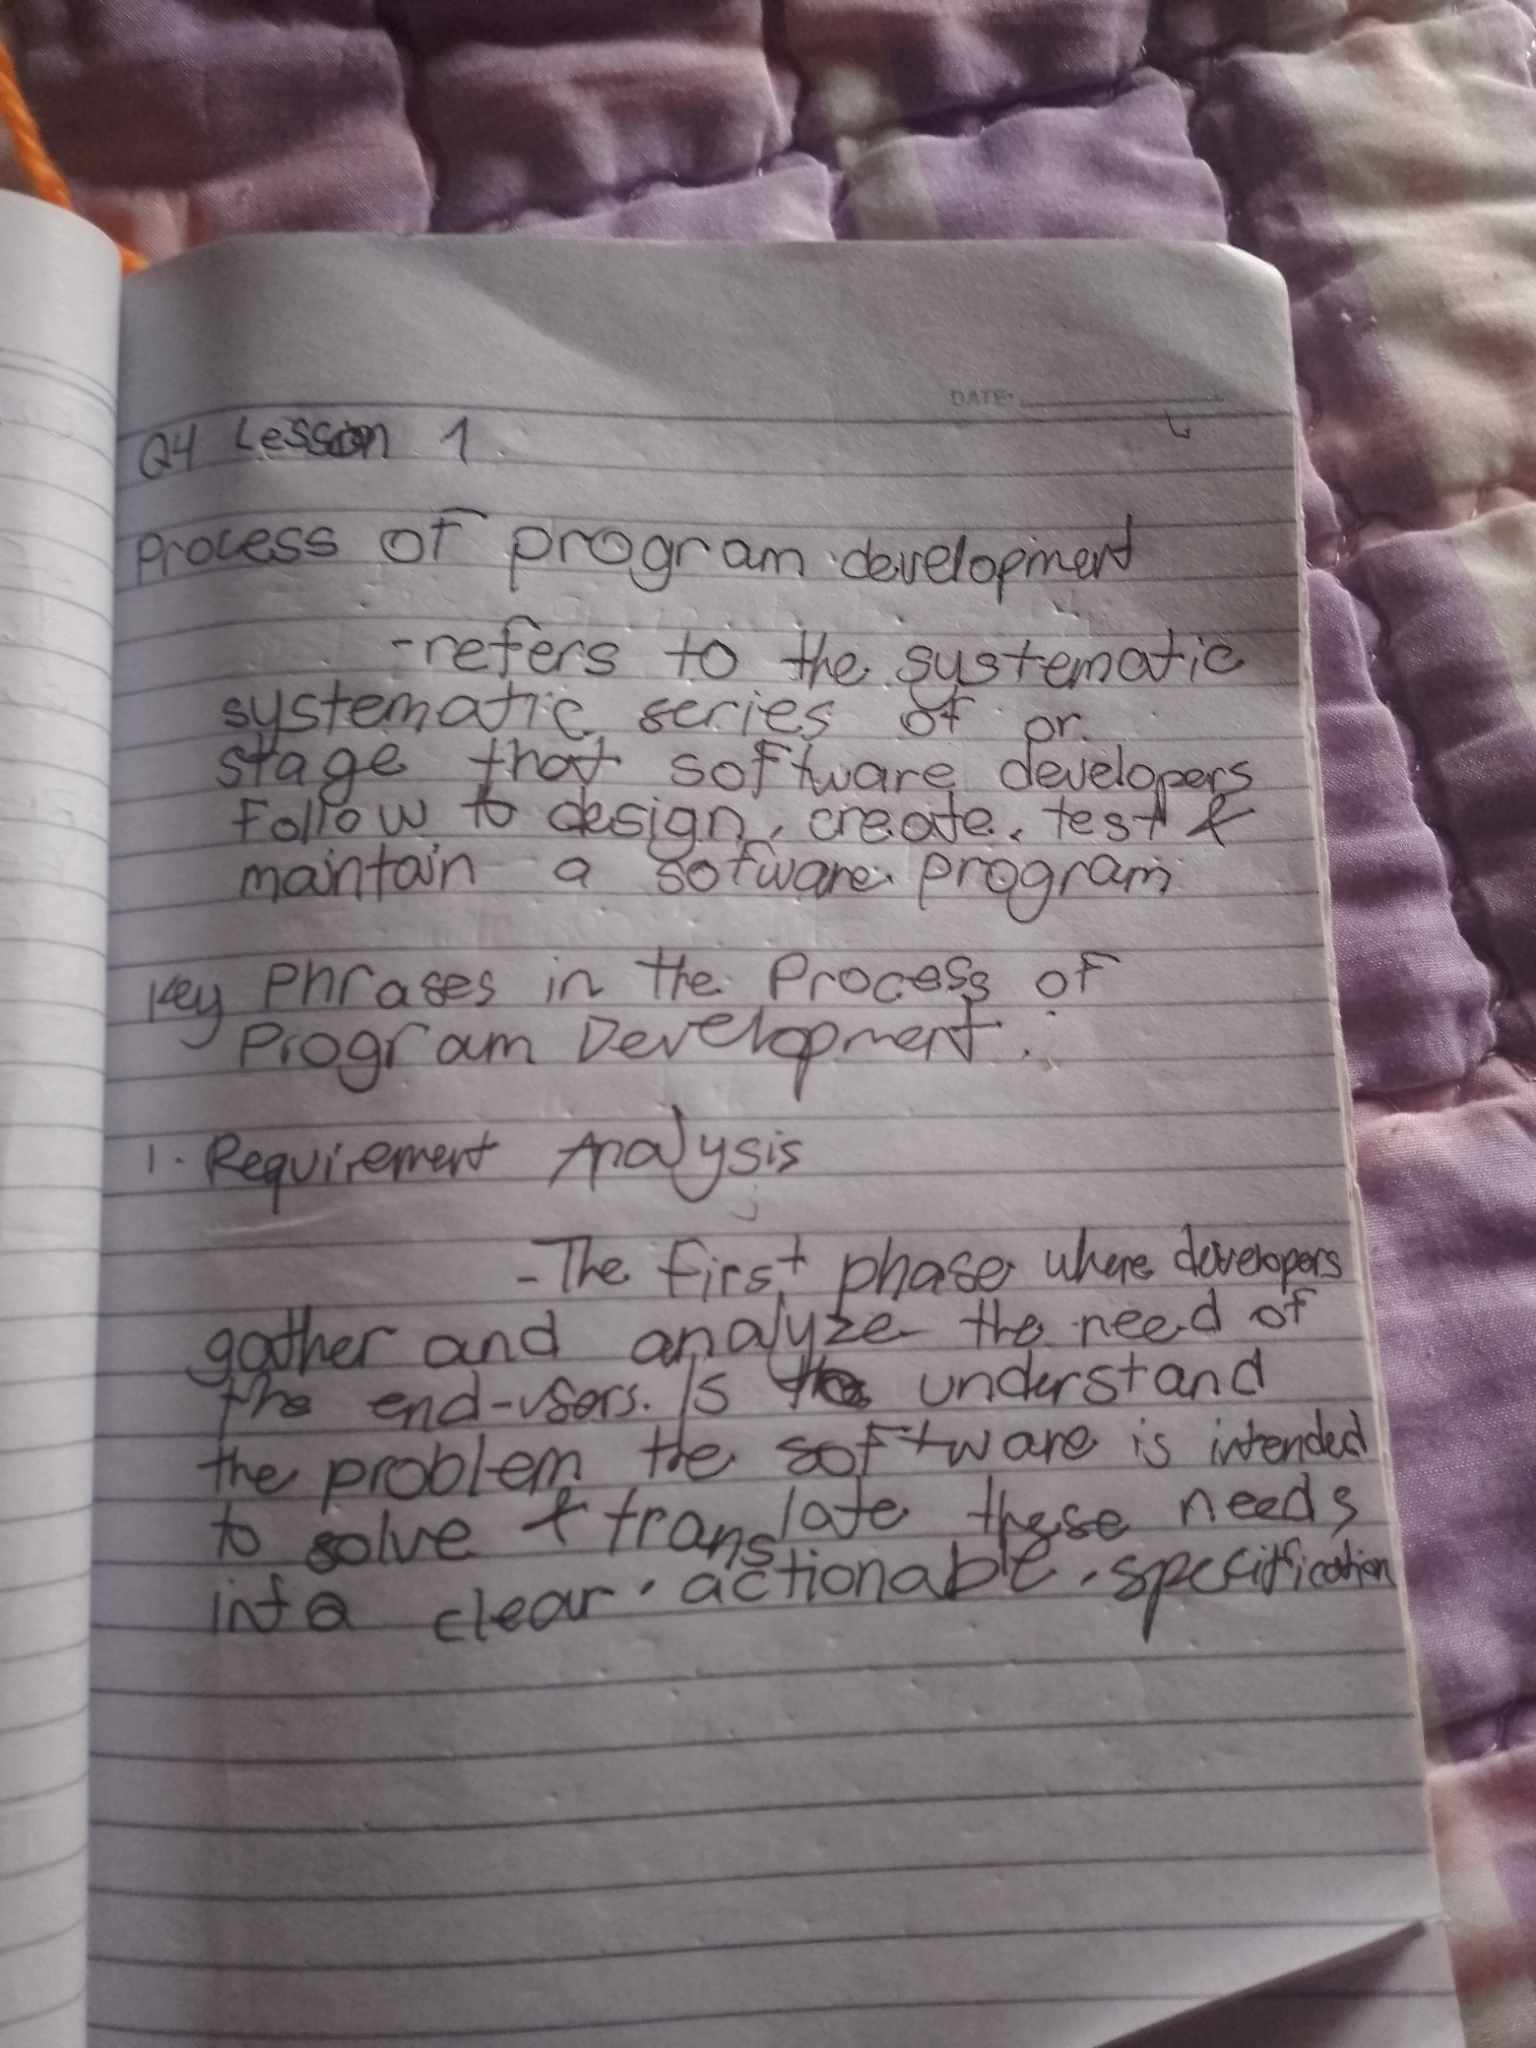 DATE:
Q4 Lesson 1
Process of program development
-refers to the systematic
systematic series of or
stage that software developers
Follow to design, create, test &
maintain a sofware program
Key Phrases in the Process of
Program Development :
1. Requirement Analysis
-The first phase where developers
gather and analyze the need of
the end-users. Is the understand
the problem the software is intended
to solve & translate these needs
into clear, actionable, specification